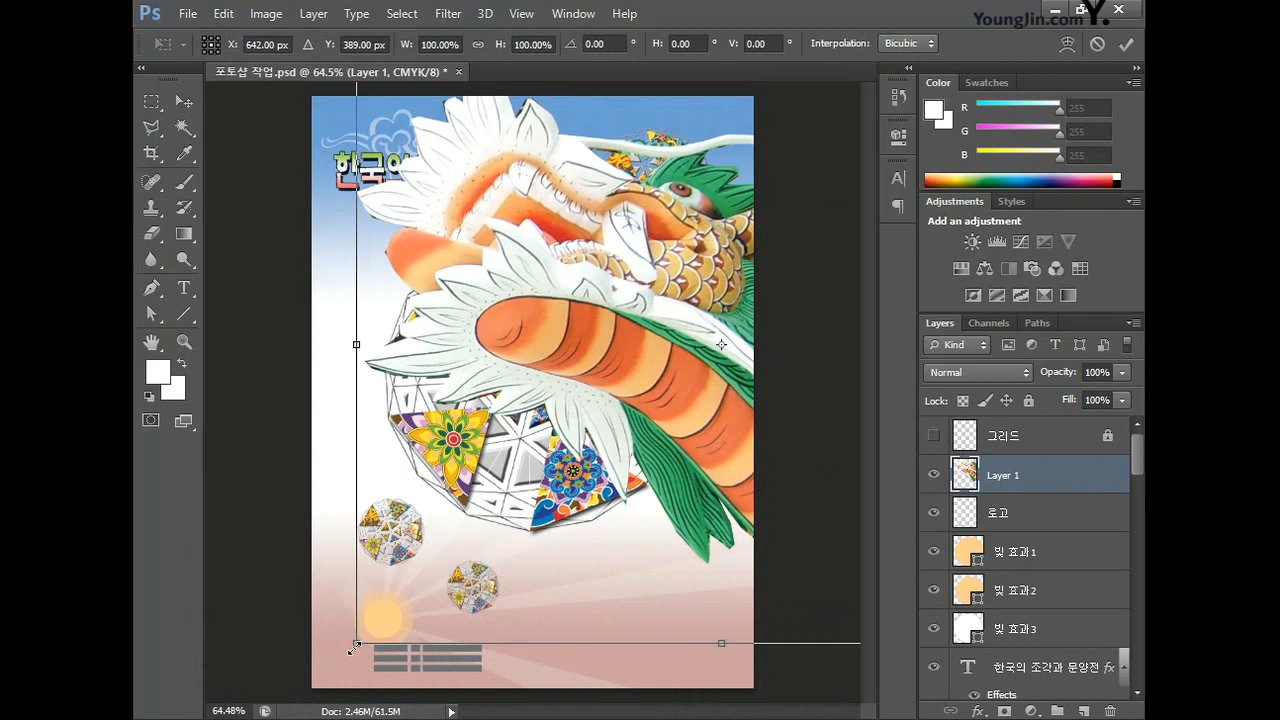 Ps File Edit Image Layer Type Select Filter 3D View Window Help
YoungJin.com Y.
X: 642.00 px Y: 389.00 px W: 100.00% H: 100.00% 0.00 ° H: 0.00 ° V: 0.00 ° Interpolation: Bicubic
포토샵 작업.psd @ 64.5% (Layer 1, CMYK/8) * ×
Color Swatches
R 255
G 255
B 255
한국의
Adjustments Styles
Add an adjustment
Layers Channels Paths
Kind
Normal Opacity: 100%
Lock: Fill: 100%
그리드
Layer 1
로고
빛 효과1
빛 효과2
빛 효과3
T 한국의 조각과 문양전 fx
Effects
64.48% Doc: 2.46M/61.5M